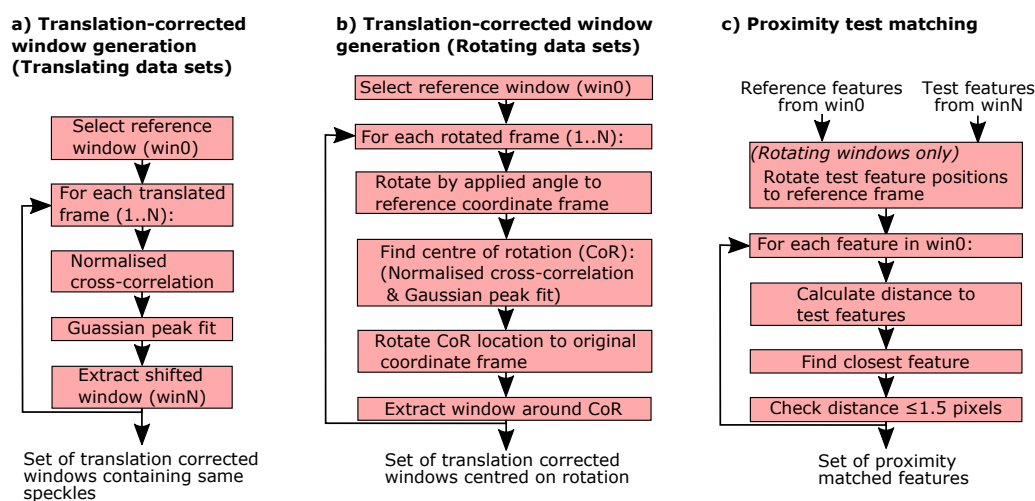 a) Translation-corrected
window generation
(Translating data sets)
Select reference
window (win0)
For each translated
frame (1..N):
Normalised
cross-correlation
Guassian peak fit
Extract shifted
window (winN)
Set of translation corrected
windows containing same
speckles
b) Translation-corrected window
generation (Rotating data sets)
Select reference window (win0)
For each rotated frame (1..N):
Rotate by applied angle to
reference coordinate frame
Find centre of rotation (CoR):
(Normalised cross-correlation
& Gaussian peak fit)
Rotate CoR location to original
coordinate frame
Extract window around CoR
Set of translation corrected
windows centred on rotation
c) Proximity test matching
Reference features
from win0
Test features
from winN
(Rotating windows only)
Rotate test feature positions
to reference frame
For each feature in win0:
Calculate distance to
test features
Find closest feature
Check distance ≤1.5 pixels
Set of proximity
matched features